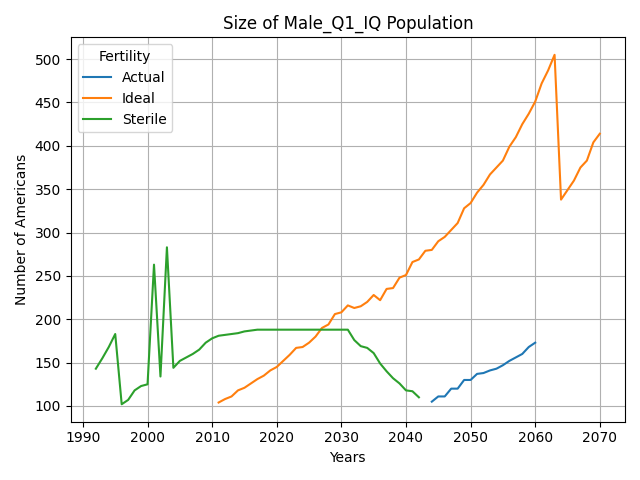 Size of Male_Q1_IQ Population
Fertility
Actual
Ideal
Sterile
Number of Americans
500
450
400
350
300
250
200
150
100
1990 2000 2010 2020 2030 2040 2050 2060 2070
Years